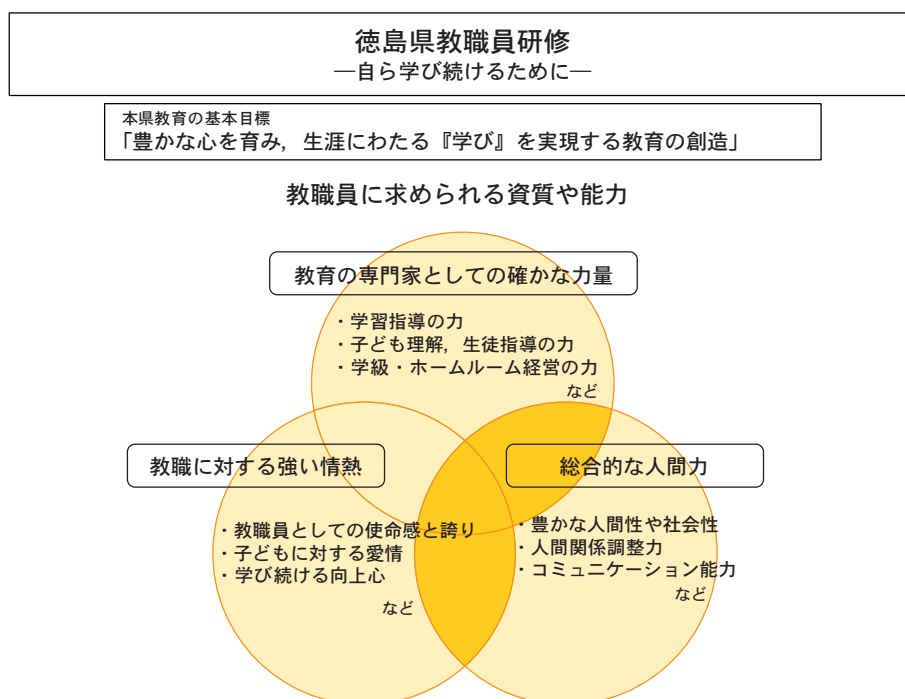 徳島県教職員研修
―自ら学び続けるために―
本県教育の基本目標
「豊かな心を育み，生涯にわたる『学び』を実現する教育の創造」
教職員に求められる資質や能力
教育の専門家としての確かな力量
・学習指導の力
・子ども理解，生徒指導の力
・学級・ホームルーム経営の力
など
教職に対する強い情熱
・教職員としての使命感と誇り
・子どもに対する愛情
・学び続ける向上心
など
総合的な人間力
・豊かな人間性や社会性
・人間関係調整力
・コミュニケーション能力
など